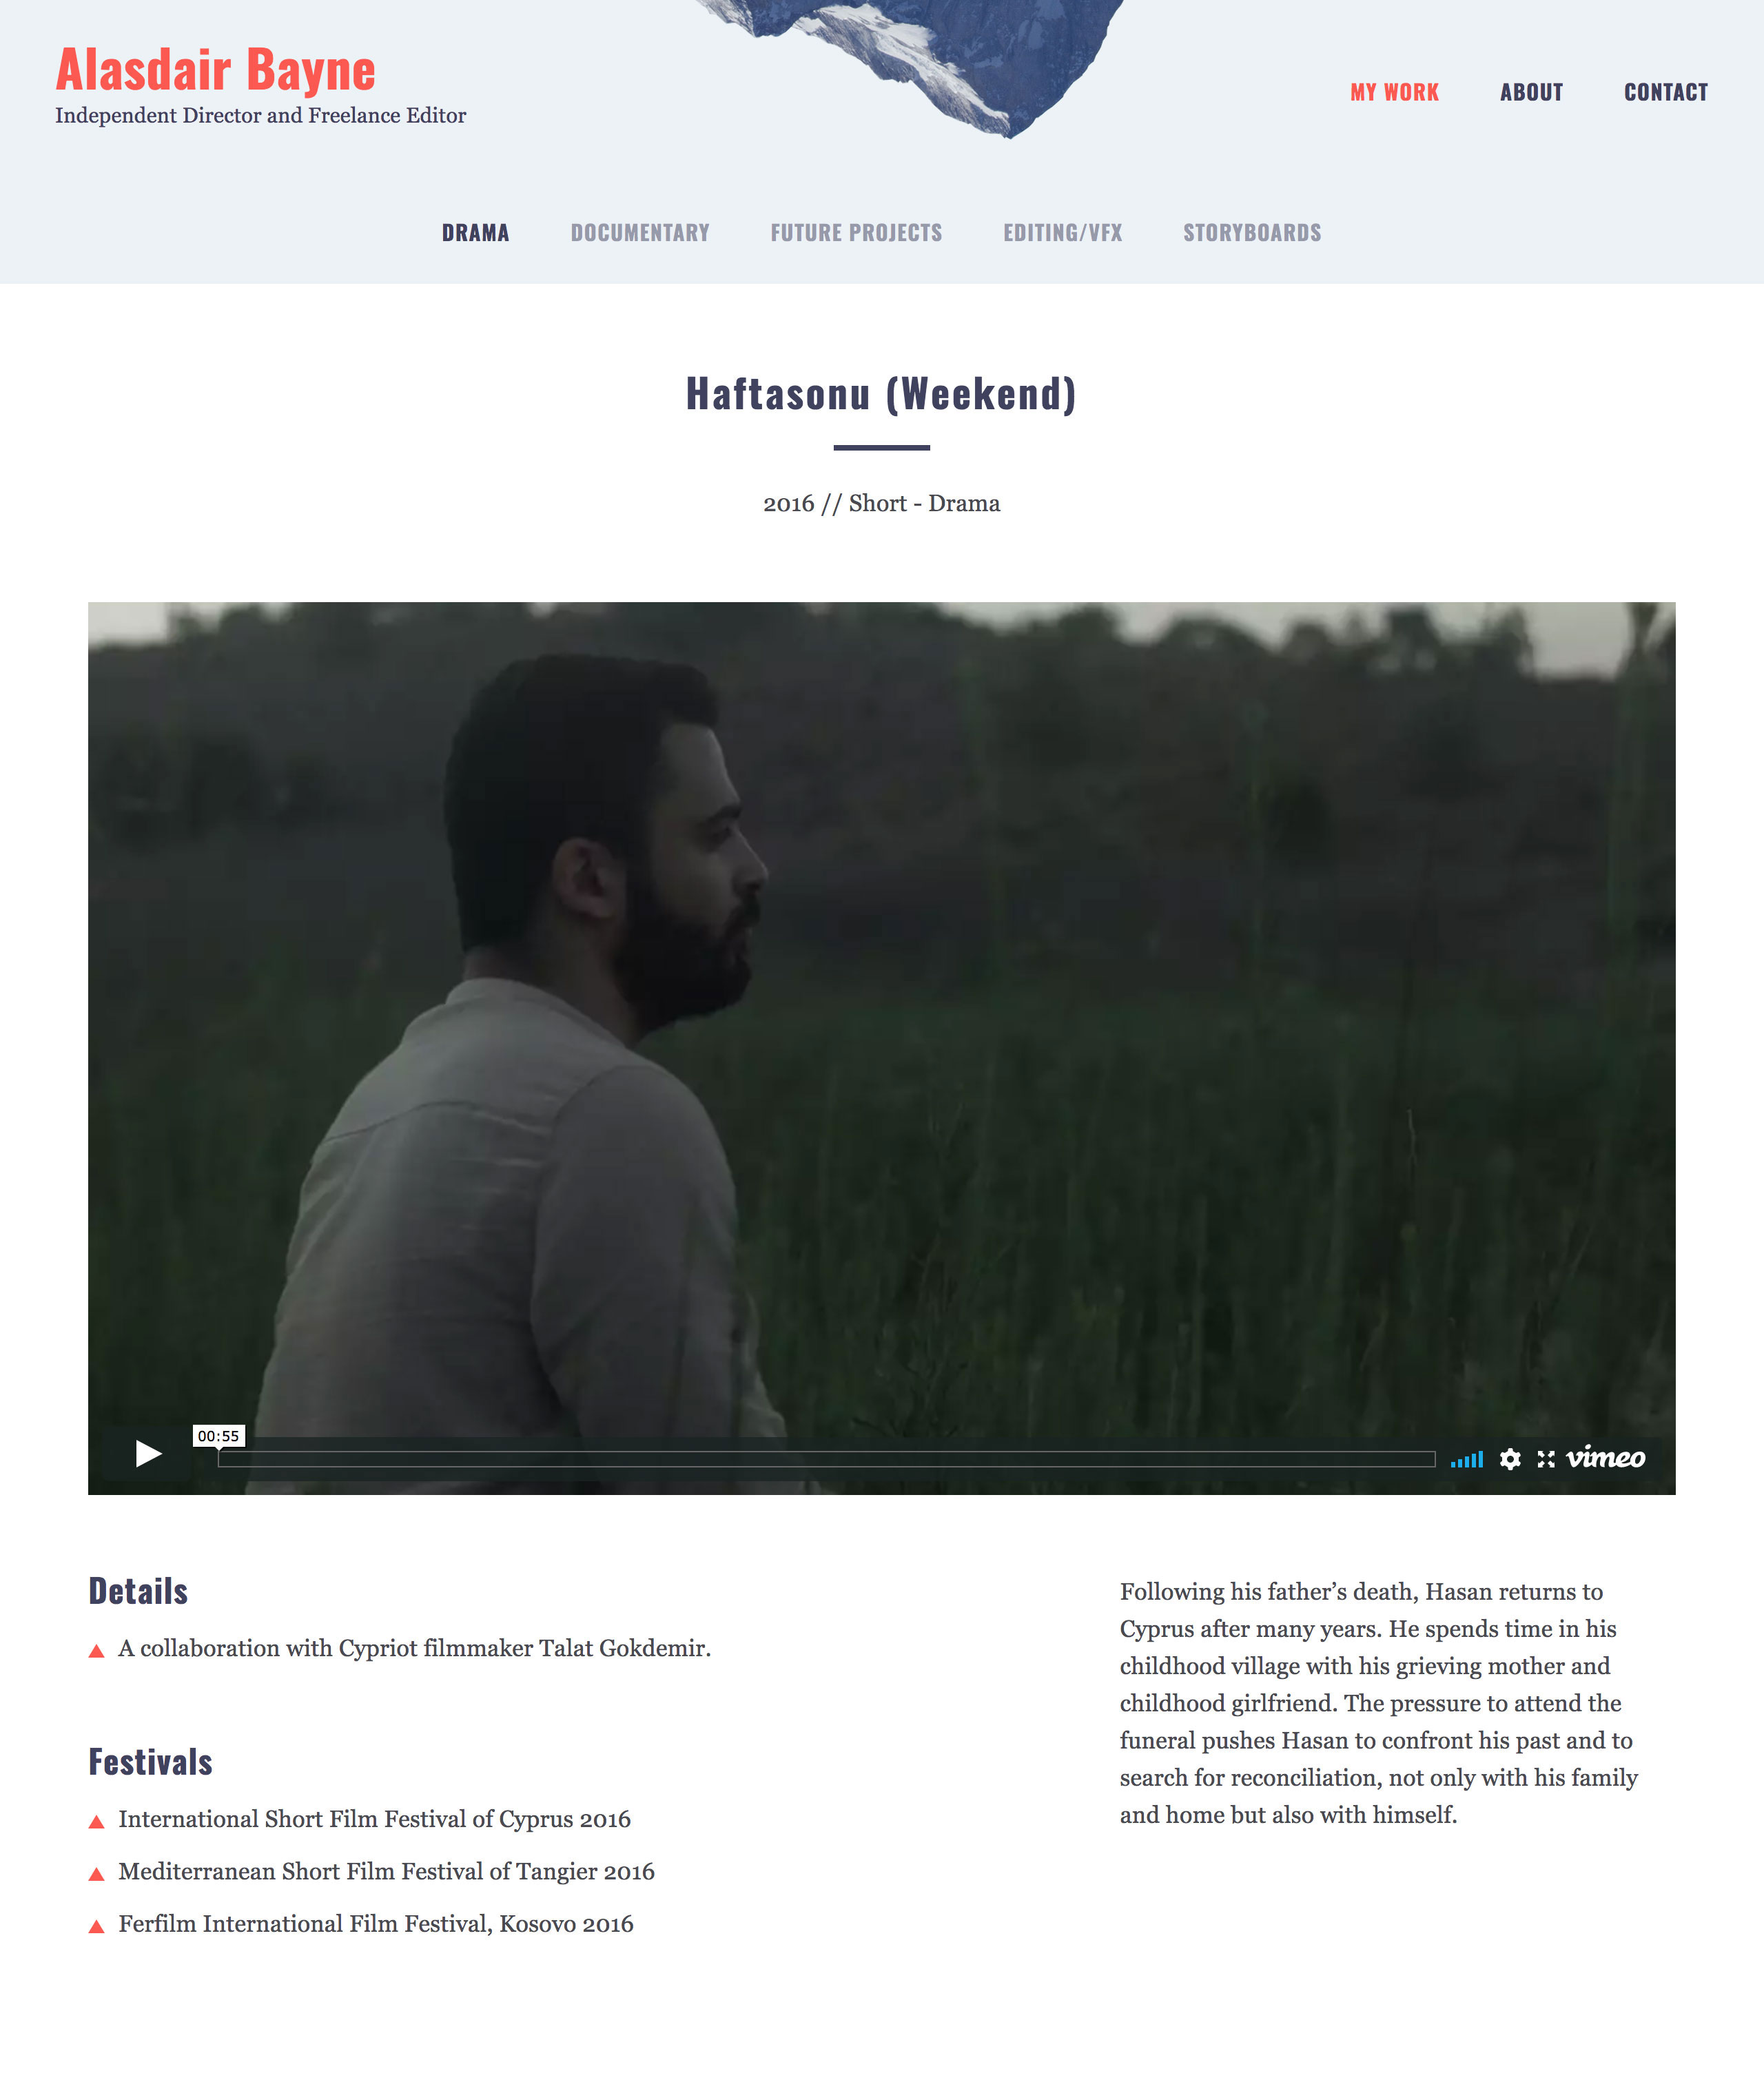 Alasdair Bayne
Independent Director and Freelance Editor
MY WORK ABOUT CONTACT
DRAMA DOCUMENTARY FUTURE PROJECTS EDITING/VFX STORYBOARDS
Haftasonu (Weekend)
2016 // Short - Drama
00:55
vimeo
Details
A collaboration with Cypriot filmmaker Talat Gokdemir.
Festivals
International Short Film Festival of Cyprus 2016
Mediterranean Short Film Festival of Tangier 2016
Ferfilm International Film Festival, Kosovo 2016
Following his father’s death, Hasan returns to
Cyprus after many years. He spends time in his
childhood village with his grieving mother and
childhood girlfriend. The pressure to attend the
funeral pushes Hasan to confront his past and to
search for reconciliation, not only with his family
and home but also with himself.